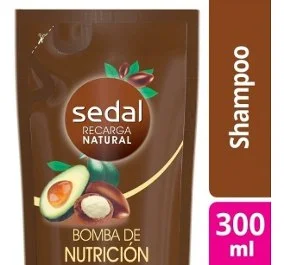 sedal
RECARGA
NATURAL
BOMBA DE
NUTRICIÓN
Shampoo
300
ml